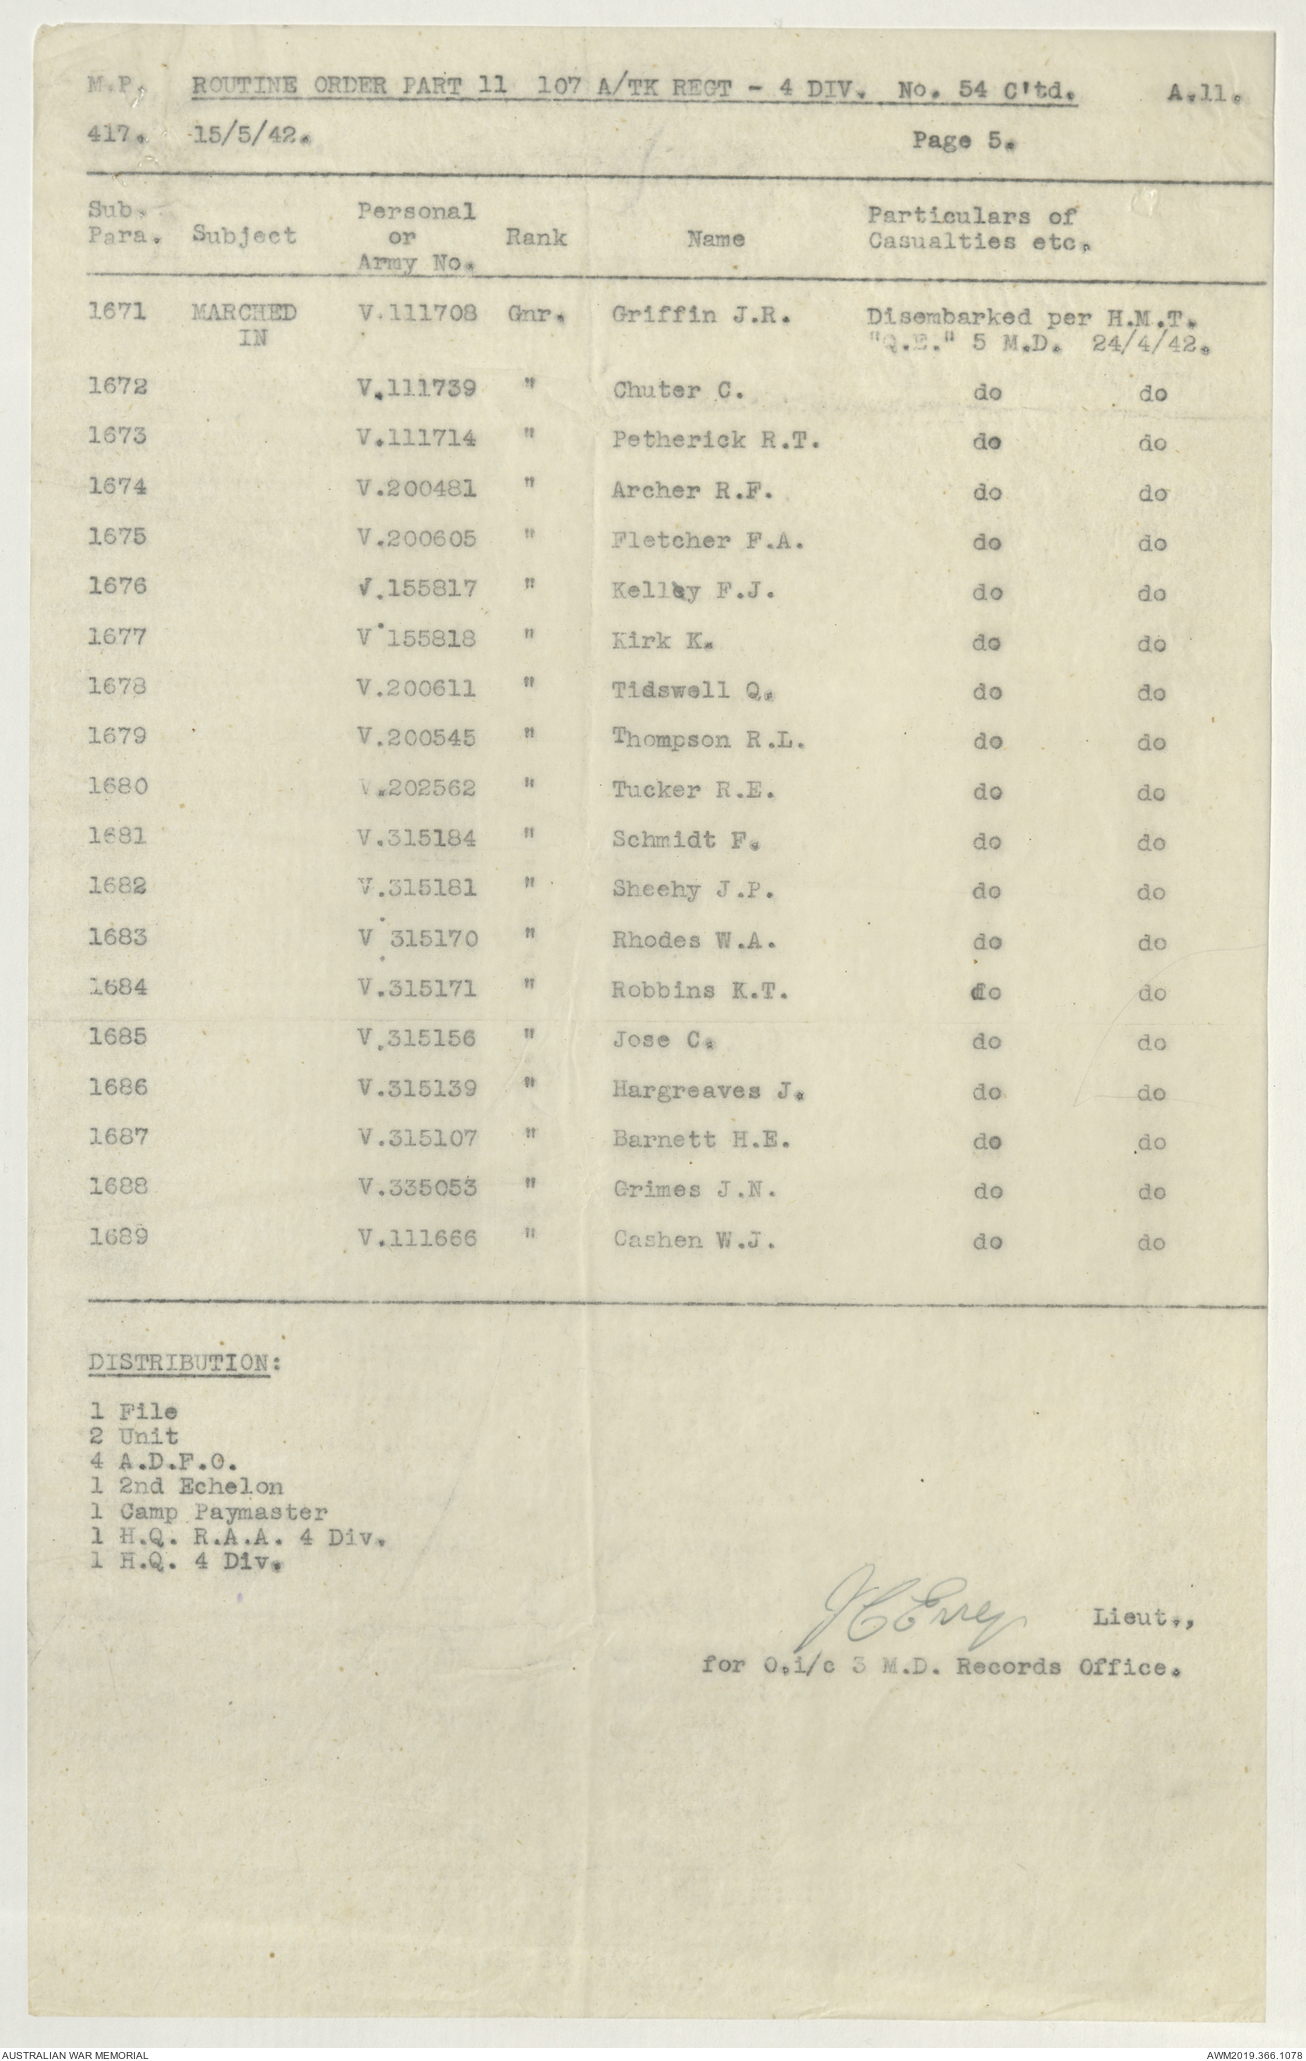 M.P. ROUTINE ORDER PART 11 107 A/TK REGT - 4 DIV. No. 54 C'td. A.11.
417. 15/5/42. Page 5.
Sub. Personal Particulars of
Para. Subject or Rank Name Casualties etc.
Army No.
1671 MARCHED V.111708 Gnr. Griffin J.R. Disembarked per H.M.T.
IN "Q.E." 5 M.D. 24/4/42.
1672 V.111739 " Chuter C. do do
1673 V.111714 " Petherick R.T. do do
1674 V.200481 " Archer R.F. do do
1675 V.200605 " Fletcher F.A. do do
1676 V.155817 " Kelley F.J. do do
1677 V.155818 " Kirk K. do do
1678 V.200611 " Tidswell Q. do do
1679 V.200545 " Thompson R.L. do do
1680 V.202562 " Tucker R.E. do do
1681 V.315184 " Schmidt F. do do
1682 V.315181 " Sheehy J.P. do do
1683 V 315170 " Rhodes W.A. do do
1684 V.315171 " Robbins K.T. do do
1685 V.315156 " Jose C. do do
1686 V.315139 " Hargreaves J. do do
1687 V.315107 " Barnett H.E. do do
1688 V.335053 " Grimes J.N. do do
1689 V.111666 " Cashen W.J. do do
DISTRIBUTION:
1 File
2 Unit
4 A.D.F.O.
1 2nd Echelon
1 Camp Paymaster
1 H.Q. R.A.A. 4 Div.
1 H.Q. 4 Div.
Lieut.,
for O.i/c 3 M.D. Records Office.
AUSTRALIAN WAR MEMORIAL AWM2019.366.1078